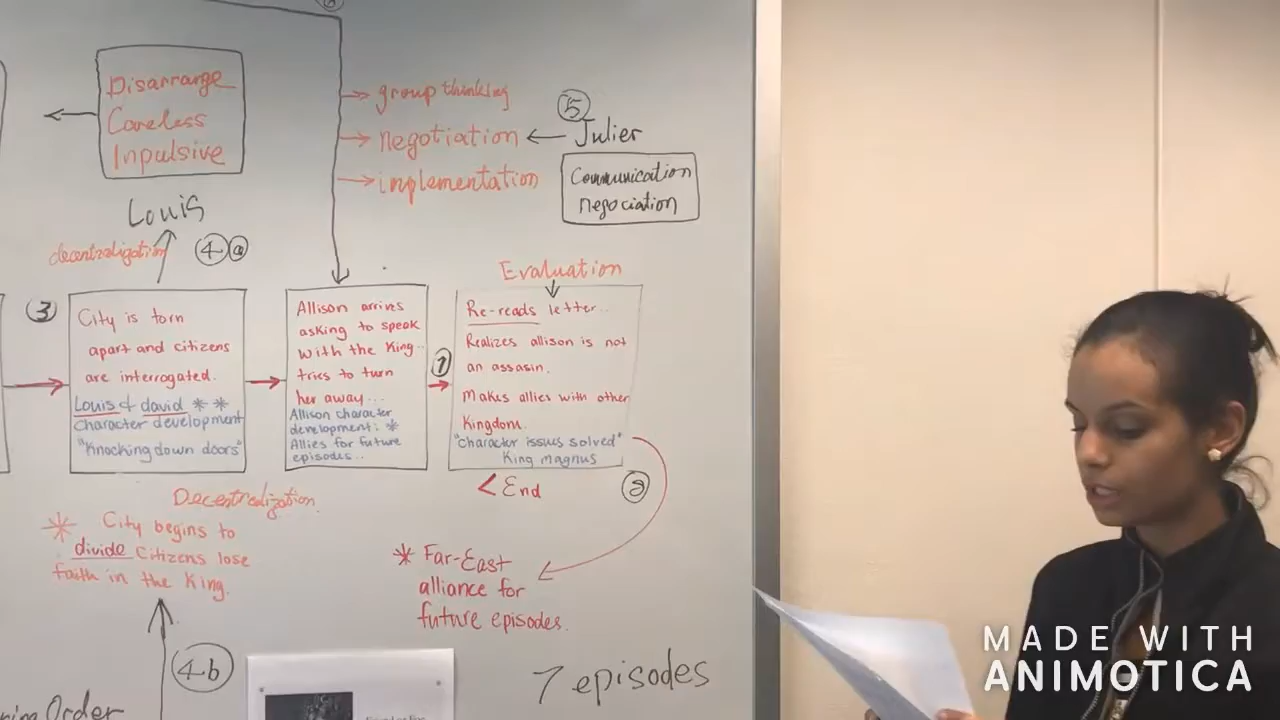 Disarrange
Careless
Inpulsive
Louis
decentralization
4 a
group thinking
negotiation
implementation
5
Julier
Communication
negociation
3
City is torn
apart and citizens
are interrogated.
Louis & david **
Character development
"Knocking down doors"
Allison arrives
asking to speak
with the King..
tries to turn
her away...
Allison character
development: *
Allies for future
episodes..
Evaluation
Re-reads letter..
Realizes allison is not
an assasin.
Makes allies with other
Kingdom.
"character issues solved"
King magnus
< End
Decentralization.
* City begins to
divide Citizens lose
faith in the King.
4-b
* Far-East
alliance for
future episodes.
7 episodes
Order
MADE WITH
ANIMOTICA